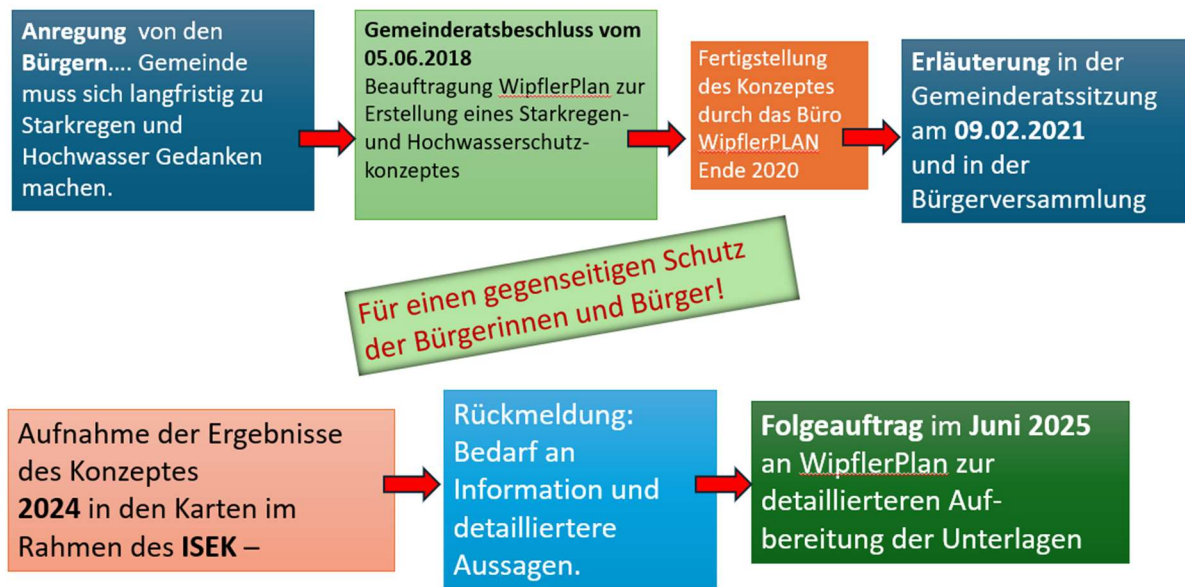 Anregung von den
Bürgern.... Gemeinde
muss sich langfristig zu
Starkregen und
Hochwasser Gedanken
machen.
Gemeinderatsbeschluss vom
05.06.2018
Beauftragung WipflerPlan zur
Erstellung eines Starkregen-
und Hochwasserschutz-
konzeptes
Fertigstellung
des Konzeptes
durch das Büro
WipflerPLAN
Ende 2020
Erläuterung in der
Gemeinderatssitzung
am 09.02.2021
und in der
Bürgerversammlung
Für einen gegenseitigen Schutz
der Bürgerinnen und Bürger!
Aufnahme der Ergebnisse
des Konzeptes
2024 in den Karten im
Rahmen des ISEK –
Rückmeldung:
Bedarf an
Information und
detailliertere
Aussagen.
Folgeauftrag im Juni 2025
an WipflerPlan zur
detaillierteren Auf-
bereitung der Unterlagen